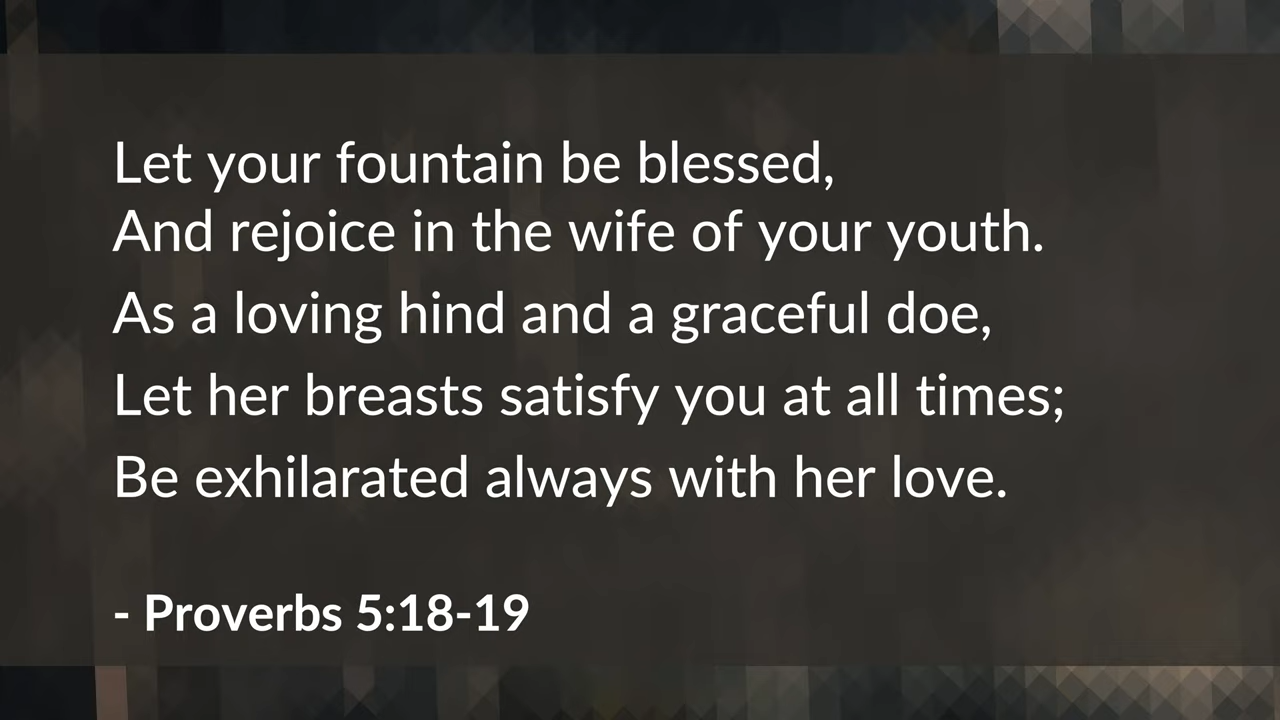 Let your fountain be blessed,
And rejoice in the wife of your youth.
As a loving hind and a graceful doe,
Let her breasts satisfy you at all times;
Be exhilarated always with her love.
- Proverbs 5:18-19